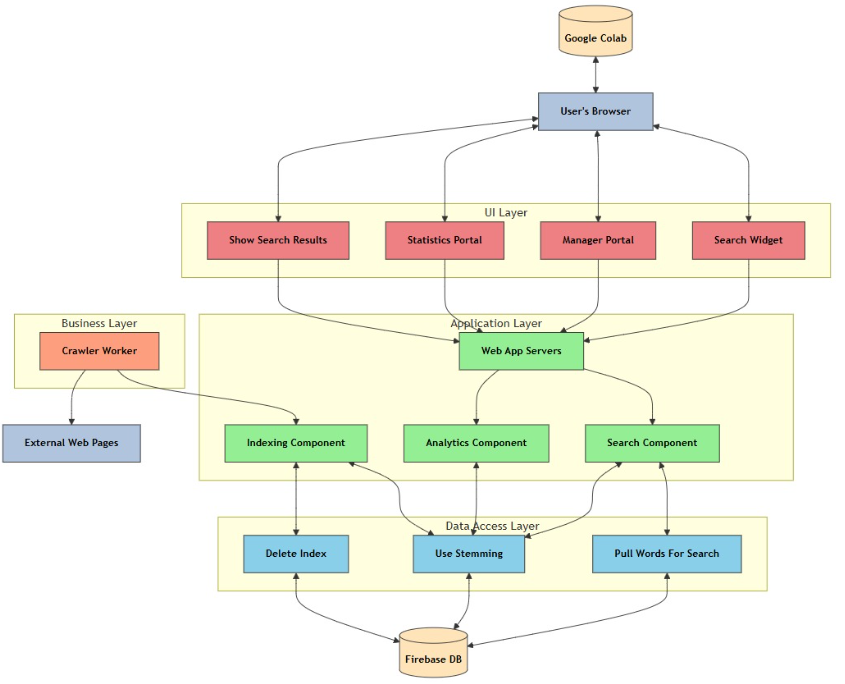 Google Colab
User's Browser
UI Layer
Show Search Results
Statistics Portal
Manager Portal
Search Widget
Business Layer
Application Layer
Crawler Worker
Web App Servers
External Web Pages
Indexing Component
Analytics Component
Search Component
Data Access Layer
Delete Index
Use Stemming
Pull Words For Search
Firebase DB